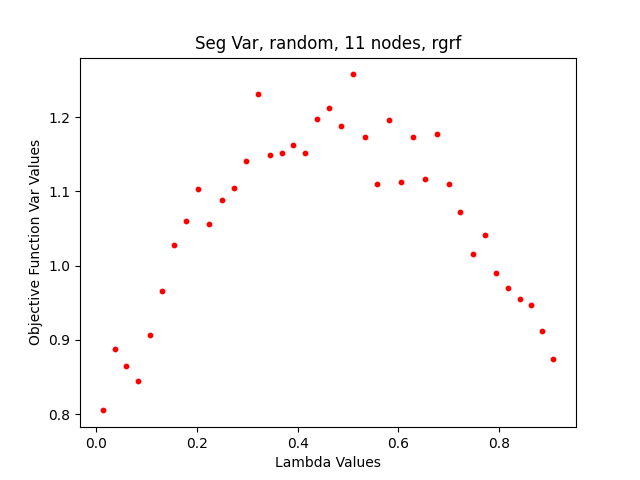 Seg Var, random, 11 nodes, rgrf
Objective Function Var Values
1.2
1.1
1.0
0.9
0.8
0.0 0.2 0.4 0.6 0.8
Lambda Values